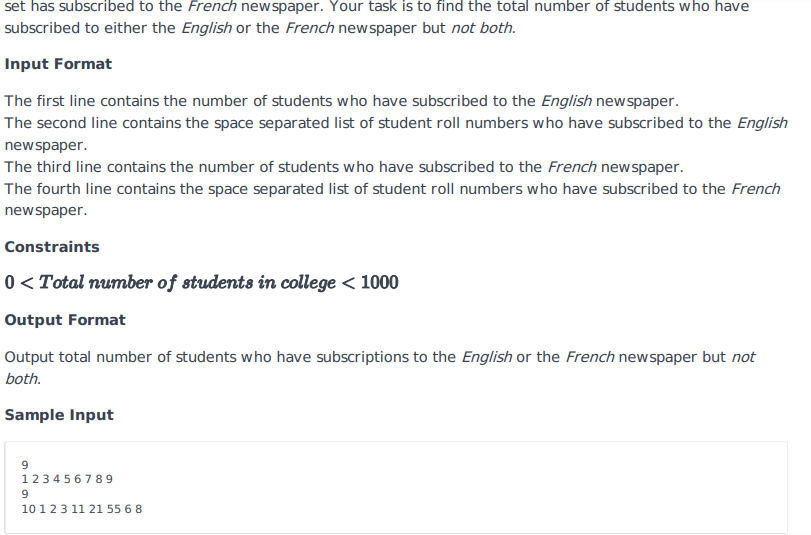 set has subscribed to the French newspaper. Your task is to find the total number of students who have
subscribed to either the English or the French newspaper but not both.
Input Format
The first line contains the number of students who have subscribed to the English newspaper.
The second line contains the space separated list of student roll numbers who have subscribed to the English
newspaper.
The third line contains the number of students who have subscribed to the French newspaper.
The fourth line contains the space separated list of student roll numbers who have subscribed to the French
newspaper.
Constraints
0 < Total number of students in college < 1000
Output Format
Output total number of students who have subscriptions to the English or the French newspaper but not
both.
Sample Input
9
1 2 3 4 5 6 7 8 9
9
10 1 2 3 11 21 55 6 8